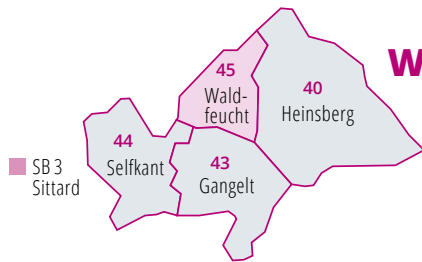 W
45
Wald-
feucht
40
Heinsberg
44
Selfkant
43
Gangelt
SB 3
Sittard